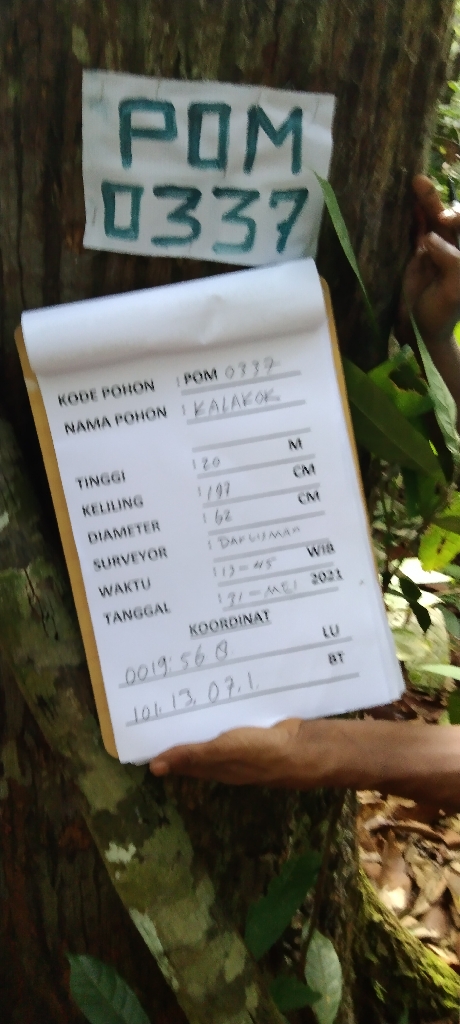 POM
0337
KODE POHON : POM 0337
NAMA POHON : KALAKOK
TINGGI : 20 M
KELILING : 197 CM
DIAMETER : 62 CM
SURVEYOR : DARUSMAN
WAKTU : 13-45 WIB
TANGGAL : 31-MEI 2021
KOORDINAT
0019:56 8 LU
101.13.07.1. BT